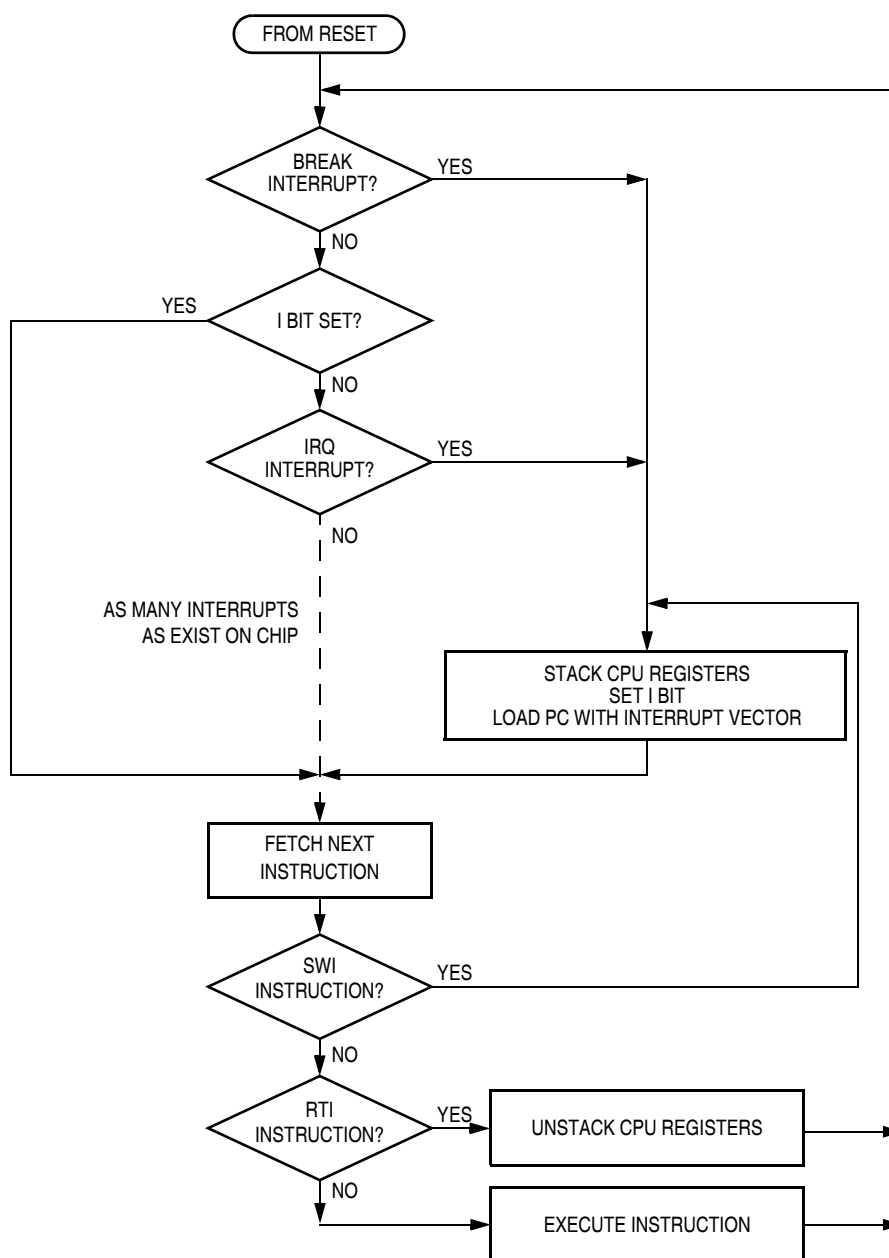 FROM RESET
BREAK
INTERRUPT?
YES
NO
YES
I BIT SET?
NO
IRQ
INTERRUPT?
YES
NO
AS MANY INTERRUPTS
AS EXIST ON CHIP
STACK CPU REGISTERS
SET I BIT
LOAD PC WITH INTERRUPT VECTOR
FETCH NEXT
INSTRUCTION
SWI
INSTRUCTION?
YES
NO
RTI
INSTRUCTION?
YES
UNSTACK CPU REGISTERS
NO
EXECUTE INSTRUCTION